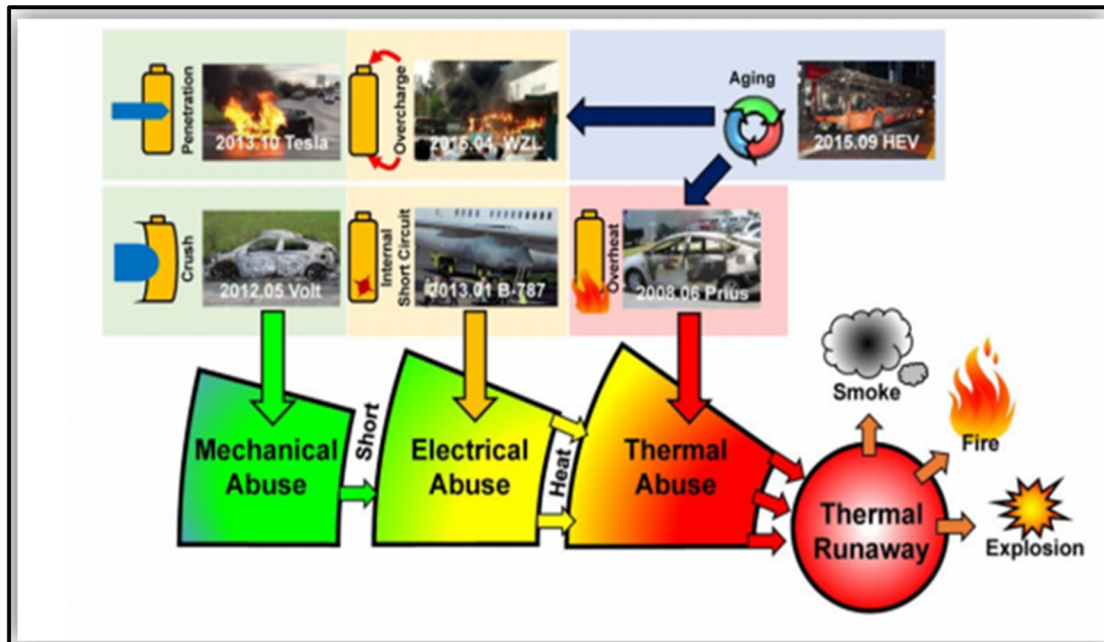 Penetration
2013.10 Tesla
Overcharge
2015.04, WZL
Aging
2015.09 HEV
Crush
2012.05 Volt
Internal
Short Circuit
2013.01 B-787
Overheat
2008.06 Prius
Mechanical
Abuse
Short
Electrical
Abuse
Heat
Thermal
Abuse
Thermal
Runaway
Smoke
Fire
Explosion